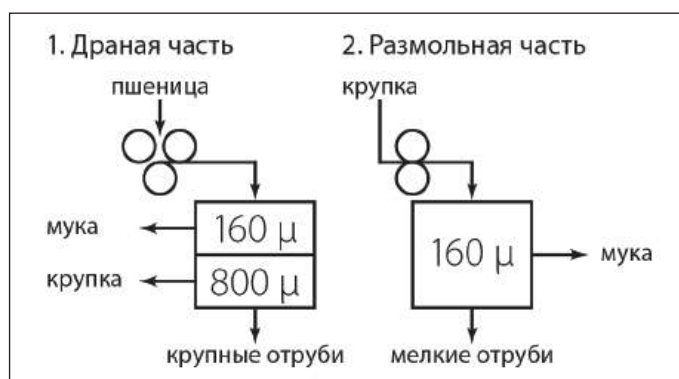 1. Драная часть
пшеница
160 µ
800 µ
мука
крупка
крупные отруби
2. Размольная часть
крупка
160 µ
мука
мелкие отруби